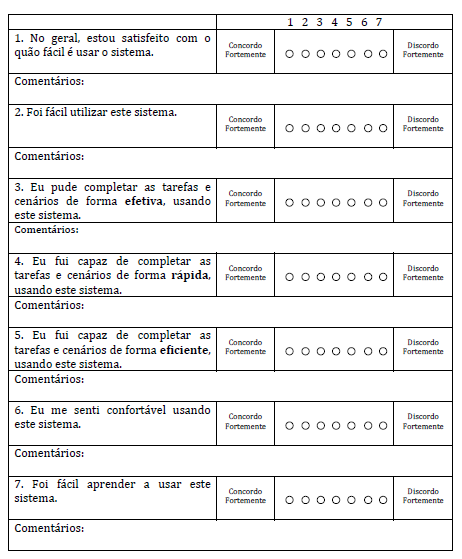 1 2 3 4 5 6 7
1. No geral, estou satisfeito com o
quão fácil é usar o sistema.
Concordo
Fortemente
Discordo
Fortemente
Comentários:
2. Foi fácil utilizar este sistema.
Concordo
Fortemente
Discordo
Fortemente
Comentários:
3. Eu pude completar as tarefas e
cenários de forma efetiva, usando
este sistema.
Concordo
Fortemente
Discordo
Fortemente
Comentários:
4. Eu fui capaz de completar as
tarefas e cenários de forma rápida,
usando este sistema.
Concordo
Fortemente
Discordo
Fortemente
Comentários:
5. Eu fui capaz de completar as
tarefas e cenários de forma eficiente,
usando este sistema.
Concordo
Fortemente
Discordo
Fortemente
Comentários:
6. Eu me senti confortável usando
este sistema.
Concordo
Fortemente
Discordo
Fortemente
Comentários:
7. Foi fácil aprender a usar este
sistema.
Concordo
Fortemente
Discordo
Fortemente
Comentários: